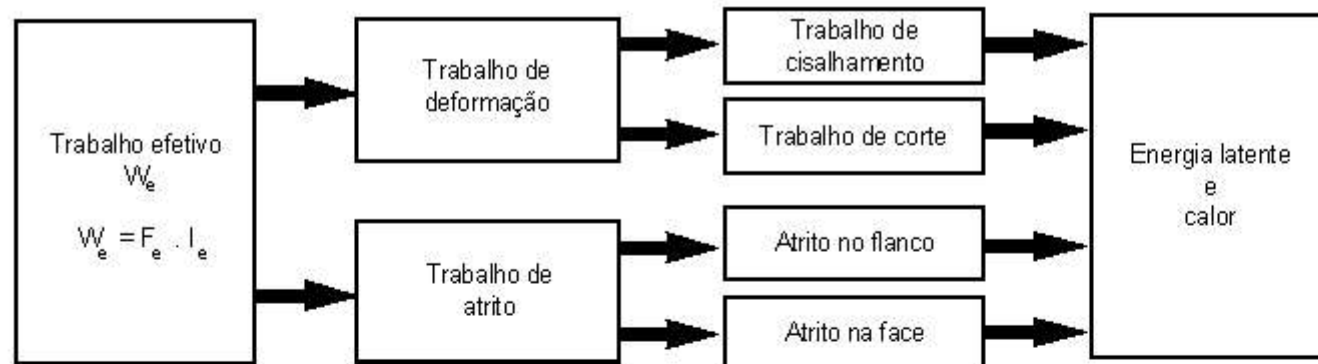 Trabalho efetivo
We
We = Fe . le
Trabalho de
deformação
Trabalho de
atrito
Trabalho de
cisalhamento
Trabalho de corte
Atrito no flanco
Atrito na face
Energia latente
e
calor